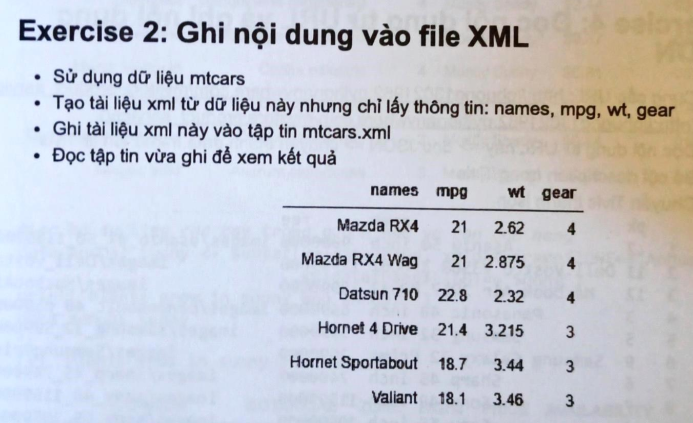 Exercise 2: Ghi nội dung vào file XML
• Sử dụng dữ liệu mtcars
• Tạo tài liệu xml từ dữ liệu này nhưng chỉ lấy thông tin: names, mpg, wt, gear
• Ghi tài liệu xml này vào tập tin mtcars.xml
• Đọc tập tin vừa ghi để xem kết quả
names mpg wt gear
Mazda RX4 21 2.62 4
Mazda RX4 Wag 21 2.875 4
Datsun 710 22.8 2.32 4
Hornet 4 Drive 21.4 3.215 3
Hornet Sportabout 18.7 3.44 3
Valiant 18.1 3.46 3